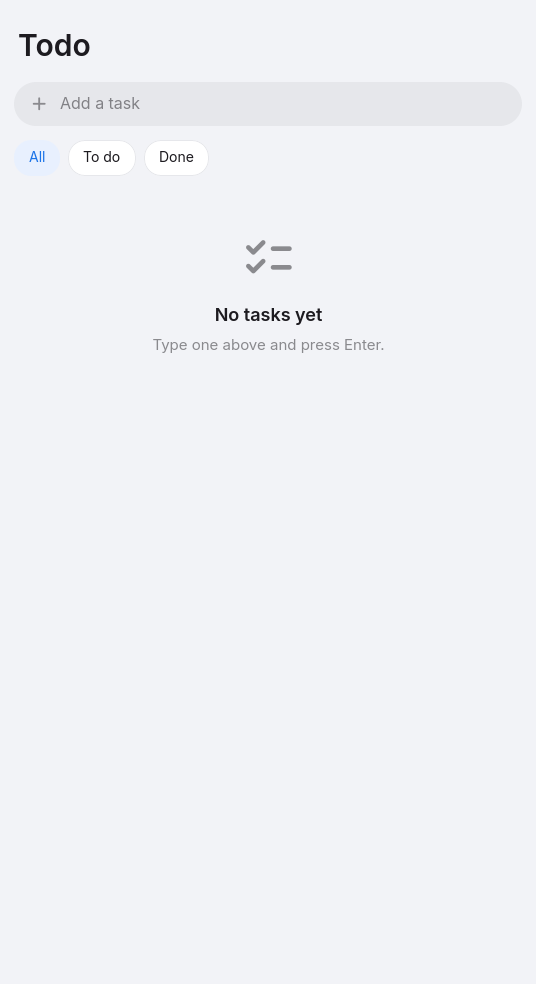 Todo
Add a task
All
To do
Done
No tasks yet
Type one above and press Enter.